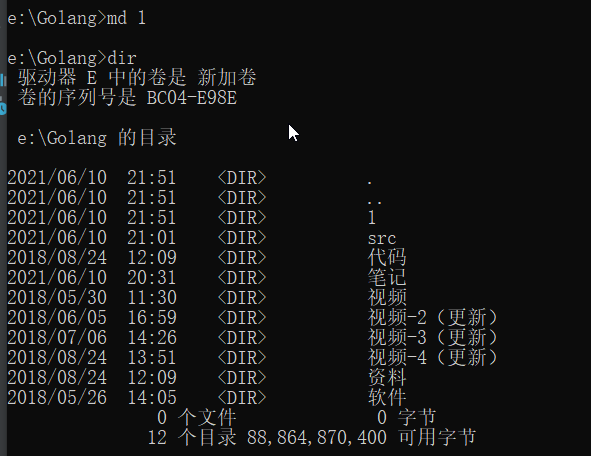 e:\Golang>md 1
e:\Golang>dir
驱动器 E 中的卷是 新加卷
卷的序列号是 BC04-E98E
e:\Golang 的目录
2021/06/10  21:51    <DIR>          .
2021/06/10  21:51    <DIR>          ..
2021/06/10  21:51    <DIR>          1
2021/06/10  21:01    <DIR>          src
2018/08/24  12:09    <DIR>          代码
2021/06/10  20:31    <DIR>          笔记
2018/05/30  11:30    <DIR>          视频
2018/06/05  16:59    <DIR>          视频-2（更新）
2018/07/06  14:26    <DIR>          视频-3（更新）
2018/08/24  13:51    <DIR>          视频-4（更新）
2018/08/24  12:09    <DIR>          资料
2018/05/26  14:05    <DIR>          软件
0 个文件              0 字节
12 个目录 88,864,870,400 可用字节